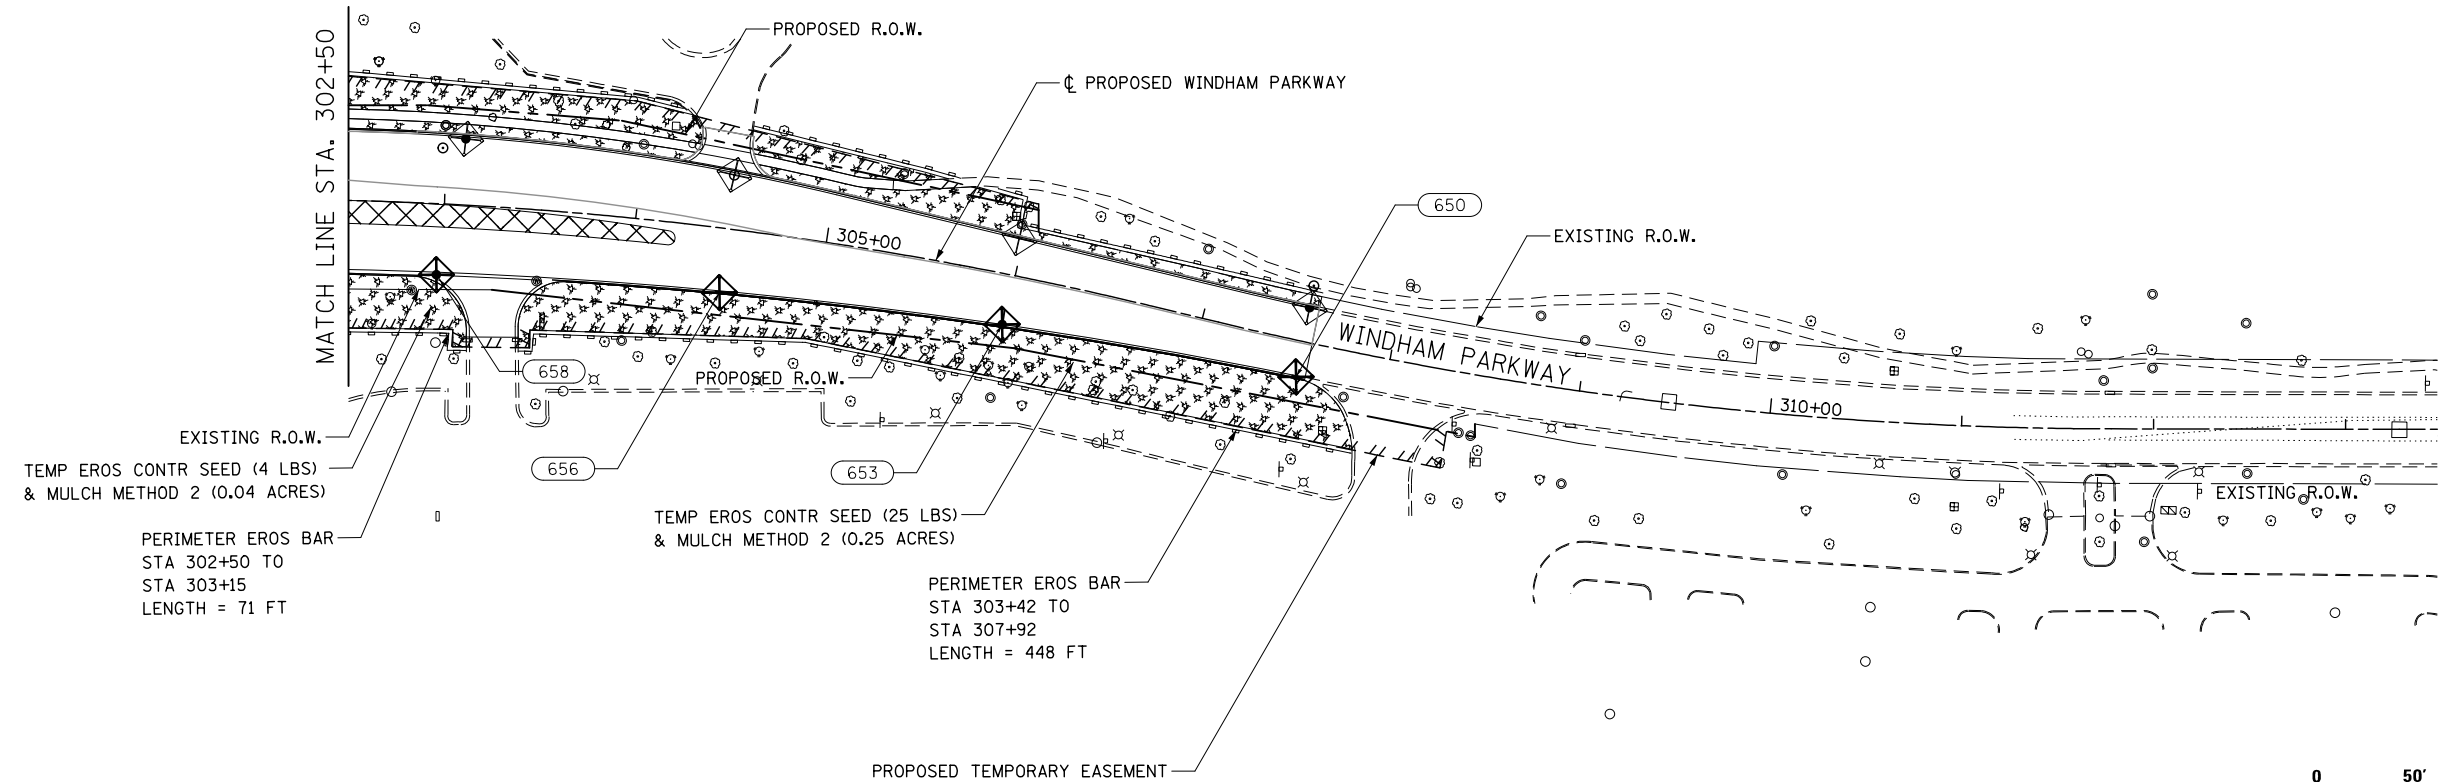 PROPOSED R.O.W.
℄ PROPOSED WINDHAM PARKWAY
MATCH LINE STA. 302+50
650
305+00
EXISTING R.O.W.
WINDHAM PARKWAY
658
PROPOSED R.O.W.
310+00
EXISTING R.O.W.
TEMP EROS CONTR SEED (4 LBS)
& MULCH METHOD 2 (0.04 ACRES)
656
653
EXISTING R.O.W.
PERIMETER EROS BAR
STA 302+50 TO
STA 303+15
LENGTH = 71 FT
TEMP EROS CONTR SEED (25 LBS)
& MULCH METHOD 2 (0.25 ACRES)
PERIMETER EROS BAR
STA 303+42 TO
STA 307+92
LENGTH = 448 FT
PROPOSED TEMPORARY EASEMENT
0 50'